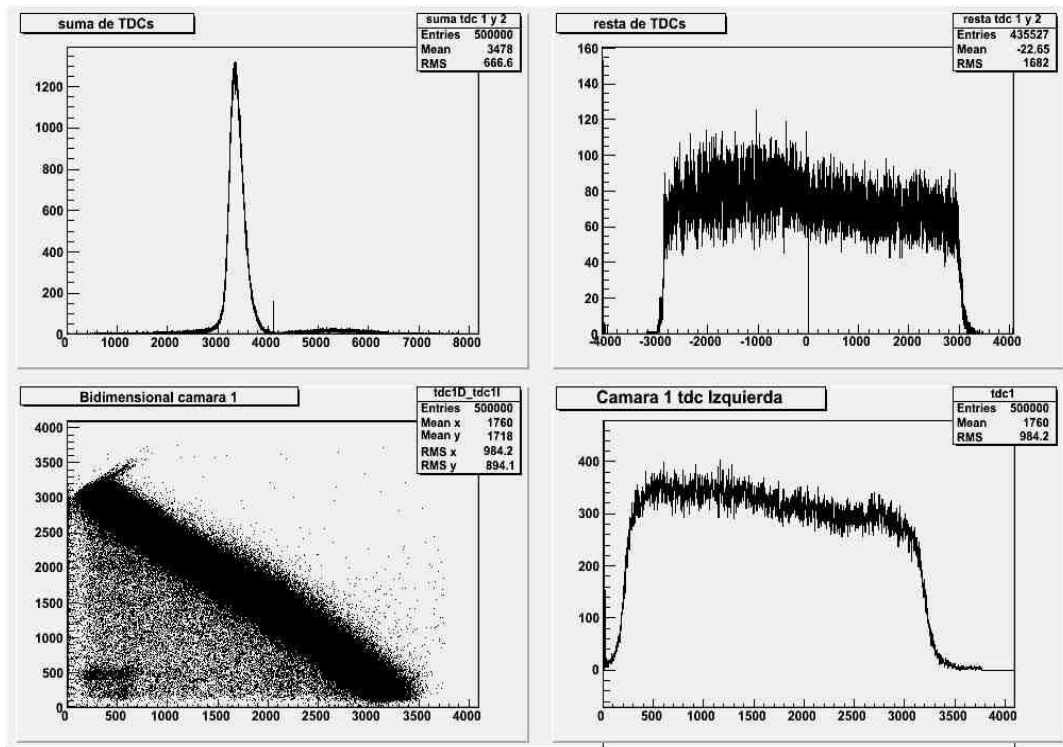 suma de TDCs
suma tdc 1 y 2
Entries 500000
Mean 3478
RMS 666.6
1200
1000
800
600
400
200
0
0 1000 2000 3000 4000 5000 6000 7000 8000
resta de TDCs
resta tdc 1 y 2
Entries 435527
Mean -22.65
RMS 1682
160
140
120
100
80
60
40
20
0
-4000 -3000 -2000 -1000 0 1000 2000 3000 4000
Bidimensional camara 1
tdc1D_tdc1I
Entries 500000
Mean x 1760
Mean y 1718
RMS x 984.2
RMS y 894.1
4000
3500
3000
2500
2000
1500
1000
500
0
0 500 1000 1500 2000 2500 3000 3500 4000
Camara 1 tdc Izquierda
tdc1
Entries 500000
Mean 1760
RMS 984.2
400
300
200
100
0
0 500 1000 1500 2000 2500 3000 3500 4000